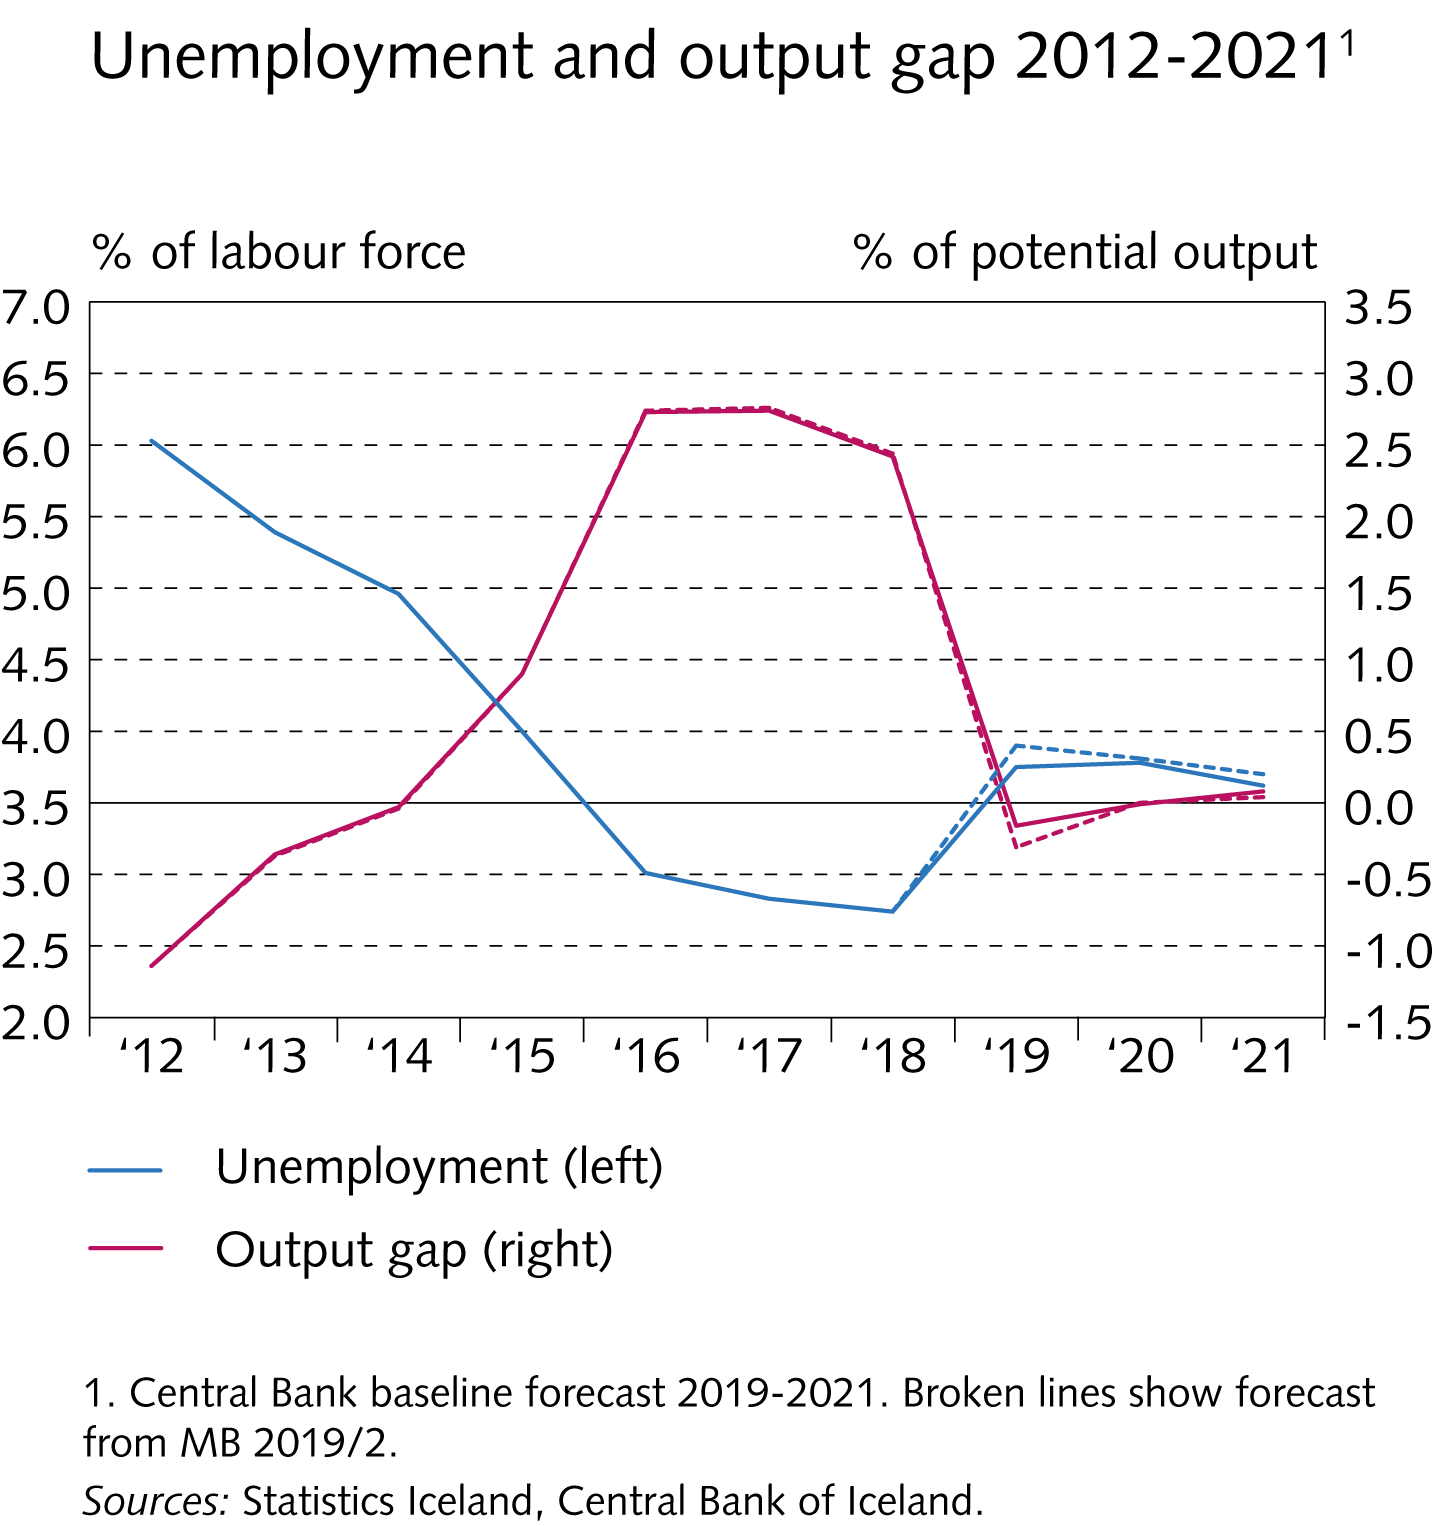 Unemployment and output gap 2012-2021¹
% of labour force % of potential output
7.0 3.5
6.5 3.0
6.0 2.5
5.5 2.0
5.0 1.5
4.5 1.0
4.0 0.5
3.5 0.0
3.0 -0.5
2.5 -1.0
2.0 -1.5
‘12 ‘13 ‘14 ‘15 ‘16 ‘17 ‘18 ‘19 ‘20 ‘21
Unemployment (left)
Output gap (right)
1. Central Bank baseline forecast 2019-2021. Broken lines show forecast
from MB 2019/2.
Sources: Statistics Iceland, Central Bank of Iceland.